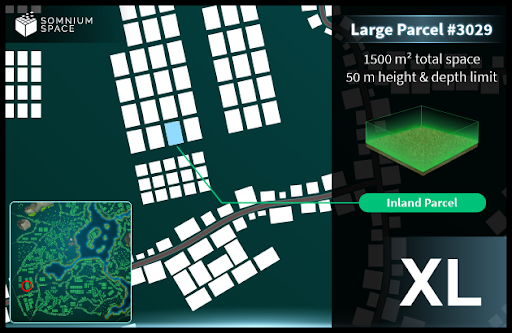 SOMNIUM
SPACE
Large Parcel #3029
1500 m² total space
50 m height & depth limit
Inland Parcel
XL